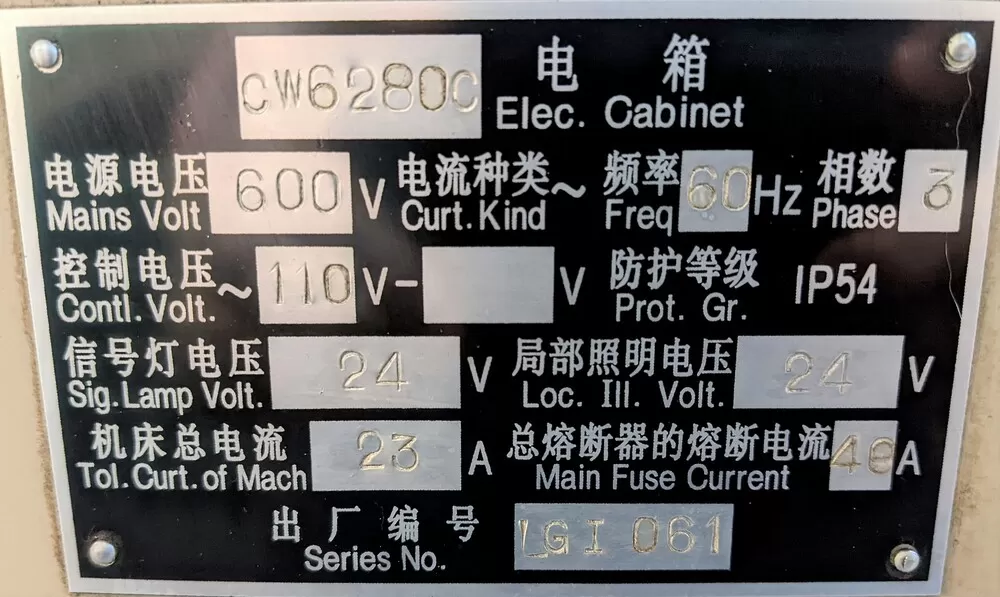 CW6280C 电 箱
Elec. Cabinet
电源电压 600 V 电流种类 ~ 频率 60 Hz 相数 3
Mains Volt Curt.Kind Freq Phase
控制电压 ~ 110 V- V 防护等级 IP54
Contl.Volt. Prot. Gr.
信号灯电压 24 V 局部照明电压 24 V
Sig.Lamp Volt. Loc. Ill. Volt.
机床总电流 23 A 总熔断器的熔断电流 A
Tol.Curt.of Mach Main Fuse Current
出厂编号 LGI 061
Series No.